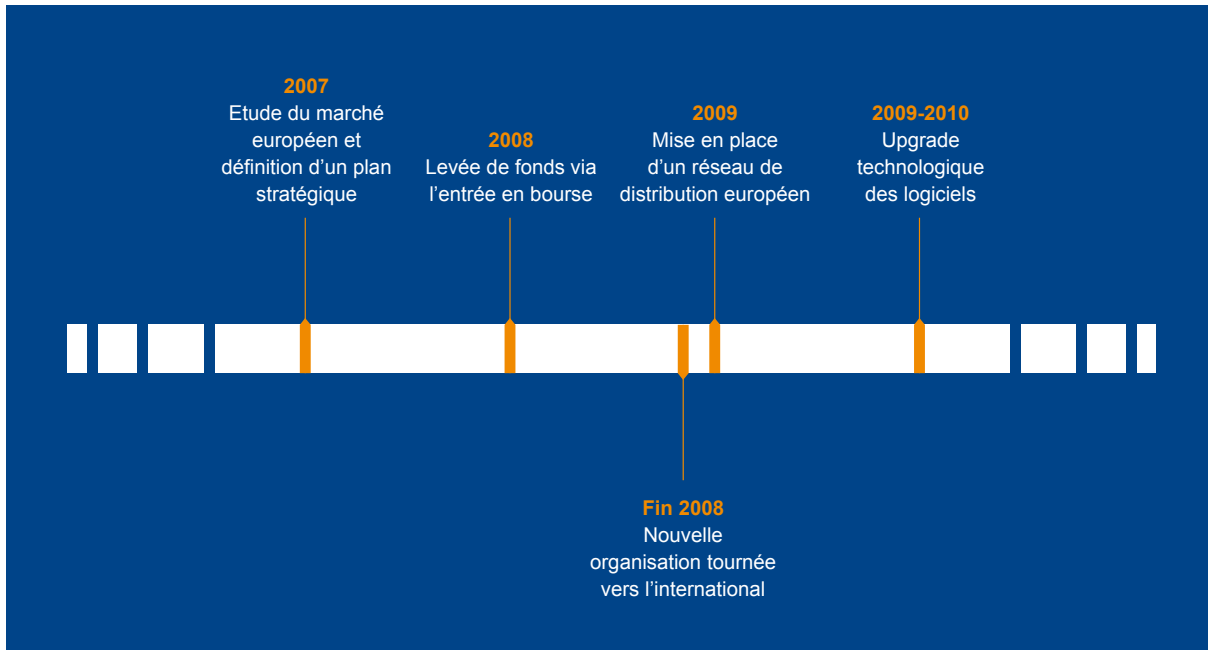 2007
Etude du marché
européen et
définition d'un plan
stratégique
2008
Levée de fonds via
l'entrée en bourse
2009
Mise en place
d'un réseau de
distribution européen
2009-2010
Upgrade
technologique
des logiciels
Fin 2008
Nouvelle
organisation tournée
vers l'international